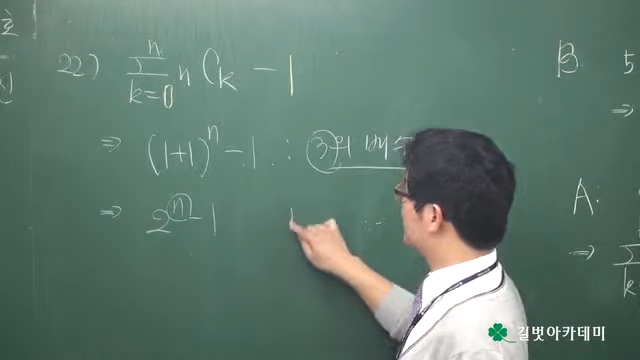 22) \sum_{k=0}^{n} n C_k - 1
⇒ (1+1)^n - 1 ∴ ③의 배수
⇒ 2^ⓝ - 1
B. 5
⇒
A:
⇒ Σ k
길벗아카데미